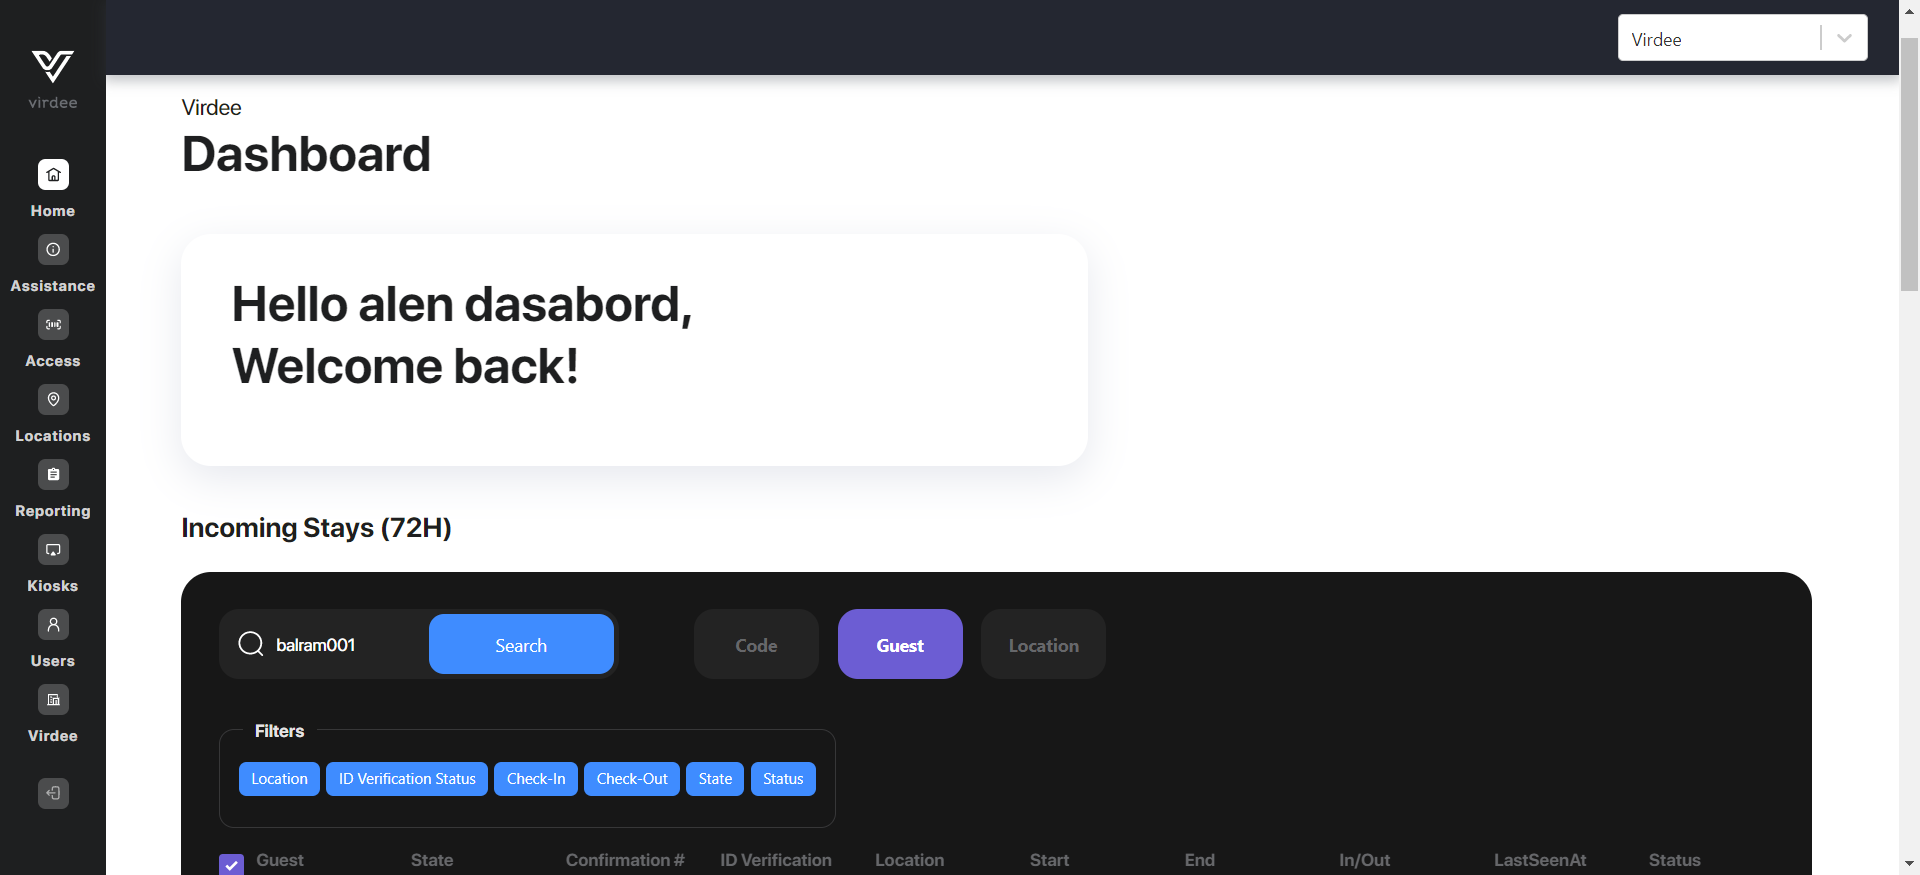 Virdee
virdee
Virdee
Dashboard
Home
Assistance
Access
Locations
Reporting
Kiosks
Users
Virdee
Hello alen dasabord,
Welcome back!
Incoming Stays (72H)
balram001
Search
Code
Guest
Location
Filters
Location
ID Verification Status
Check-In
Check-Out
State
Status
Guest State Confirmation # ID Verification Location Start End In/Out LastSeenAt Status